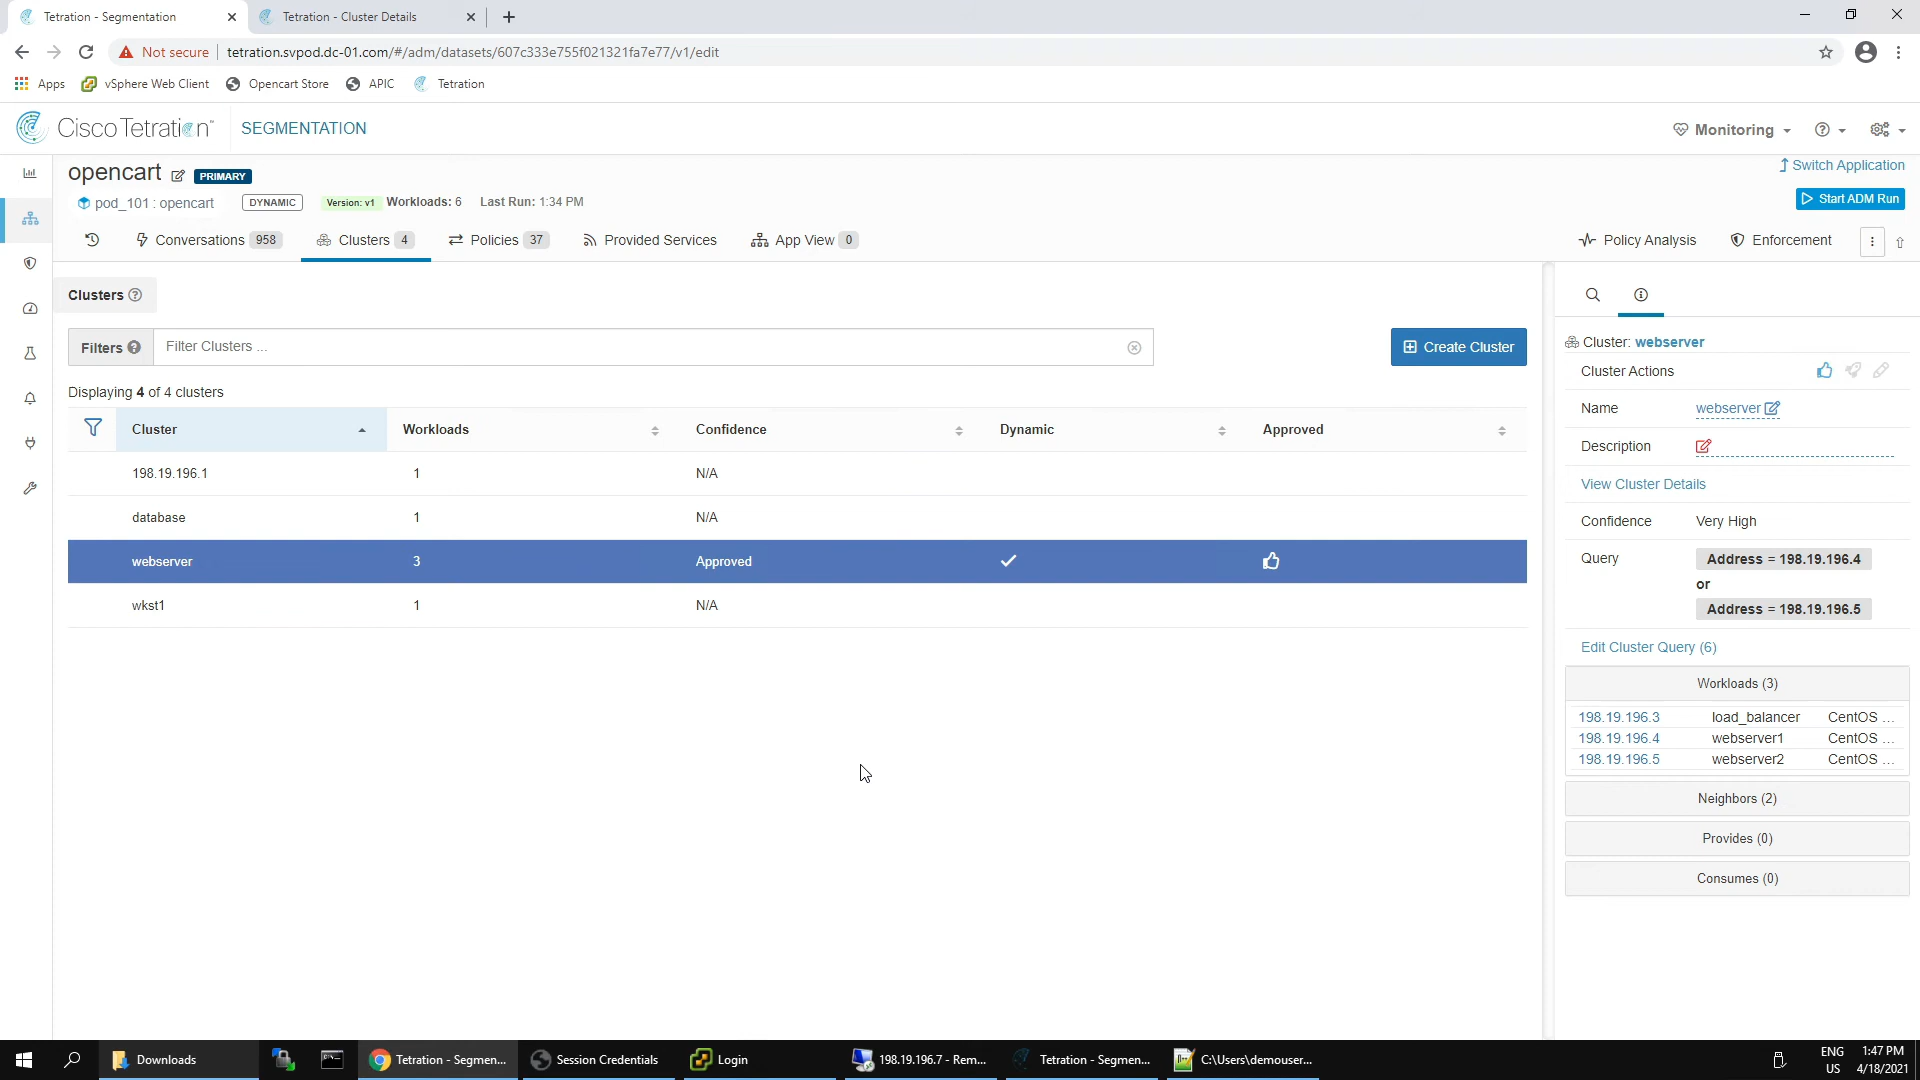 Tetration - Segmentation
Tetration - Cluster Details
Not secure
tetration.svpod.dc-01.com/#/adm/datasets/607c333e755f021321fa7e77/v1/edit
Apps
vSphere Web Client
Opencart Store
APIC
Tetration
Cisco Tetration™
SEGMENTATION
Monitoring
opencart
PRIMARY
Switch Application
pod_101 : opencart
DYNAMIC
Version: v1
Workloads: 6
Last Run: 1:34 PM
Start ADM Run
Conversations 958
Clusters 4
Policies 37
Provided Services
App View 0
Policy Analysis
Enforcement
Clusters
Filters
Filter Clusters ...
Create Cluster
Displaying 4 of 4 clusters
Cluster Workloads Confidence Dynamic Approved
198.19.196.1 1 N/A
database 1 N/A
webserver 3 Approved
wkst1 1 N/A
Cluster: webserver
Cluster Actions
Name webserver
Description
View Cluster Details
Confidence Very High
Query Address = 198.19.196.4
or
Address = 198.19.196.5
Edit Cluster Query (6)
Workloads (3)
198.19.196.3 load_balancer CentOS ...
198.19.196.4 webserver1 CentOS ...
198.19.196.5 webserver2 CentOS ...
Neighbors (2)
Provides (0)
Consumes (0)
Downloads
Tetration - Segmen...
Session Credentials
Login
198.19.196.7 - Rem...
Tetration - Segmen...
C:\Users\demouser...
ENG
US
1:47 PM
4/18/2021